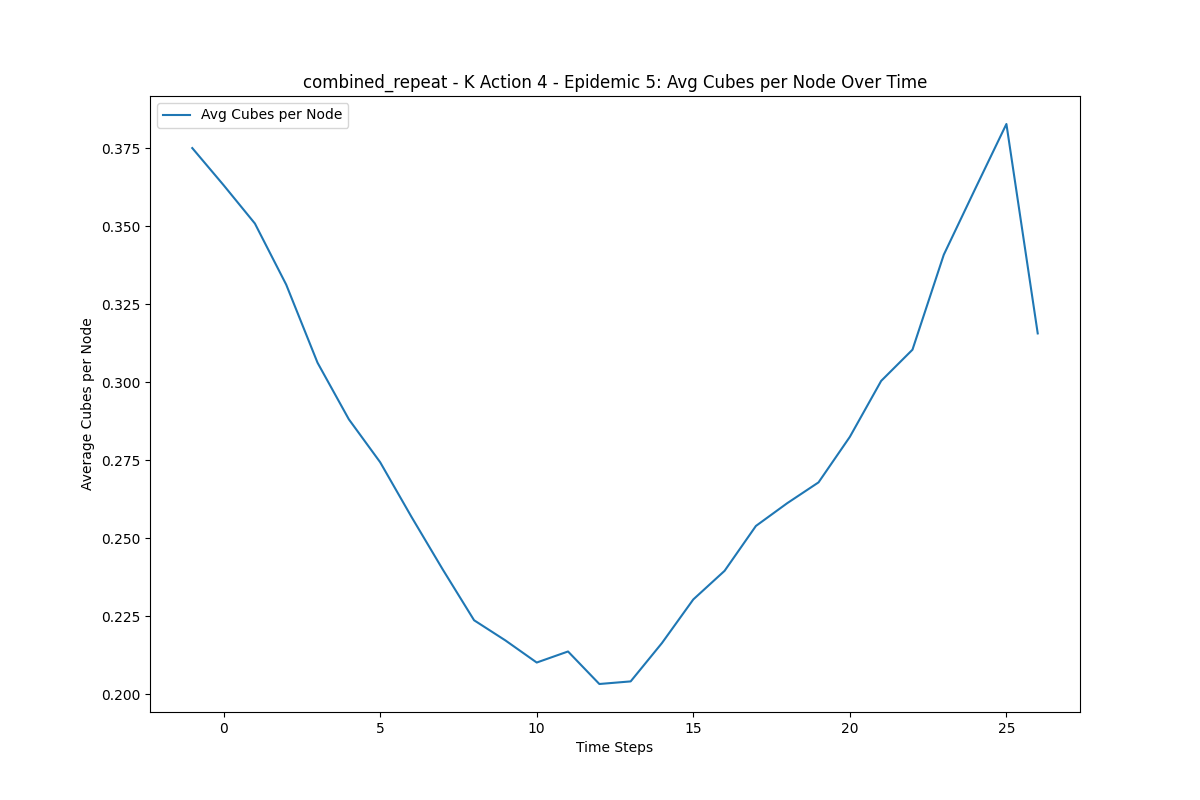 combined_repeat - K Action 4 - Epidemic 5: Avg Cubes per Node Over Time
Avg Cubes per Node
Average Cubes per Node
0.375
0.350
0.325
0.300
0.275
0.250
0.225
0.200
0 5 10 15 20 25
Time Steps